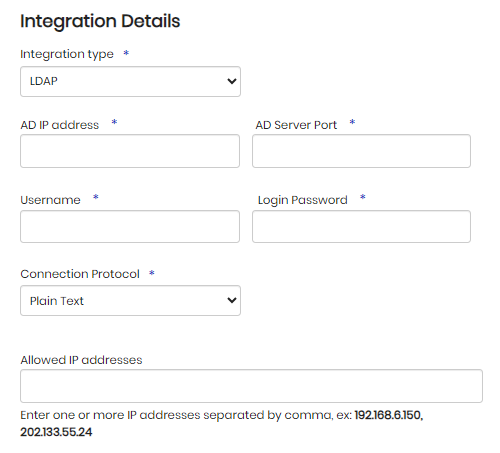 Integration Details
Integration type *
LDAP
AD IP address *
AD Server Port *
Username *
Login Password *
Connection Protocol *
Plain Text
Allowed IP addresses
Enter one or more IP addresses separated by comma, ex: 192.168.6.150,
202.133.55.24